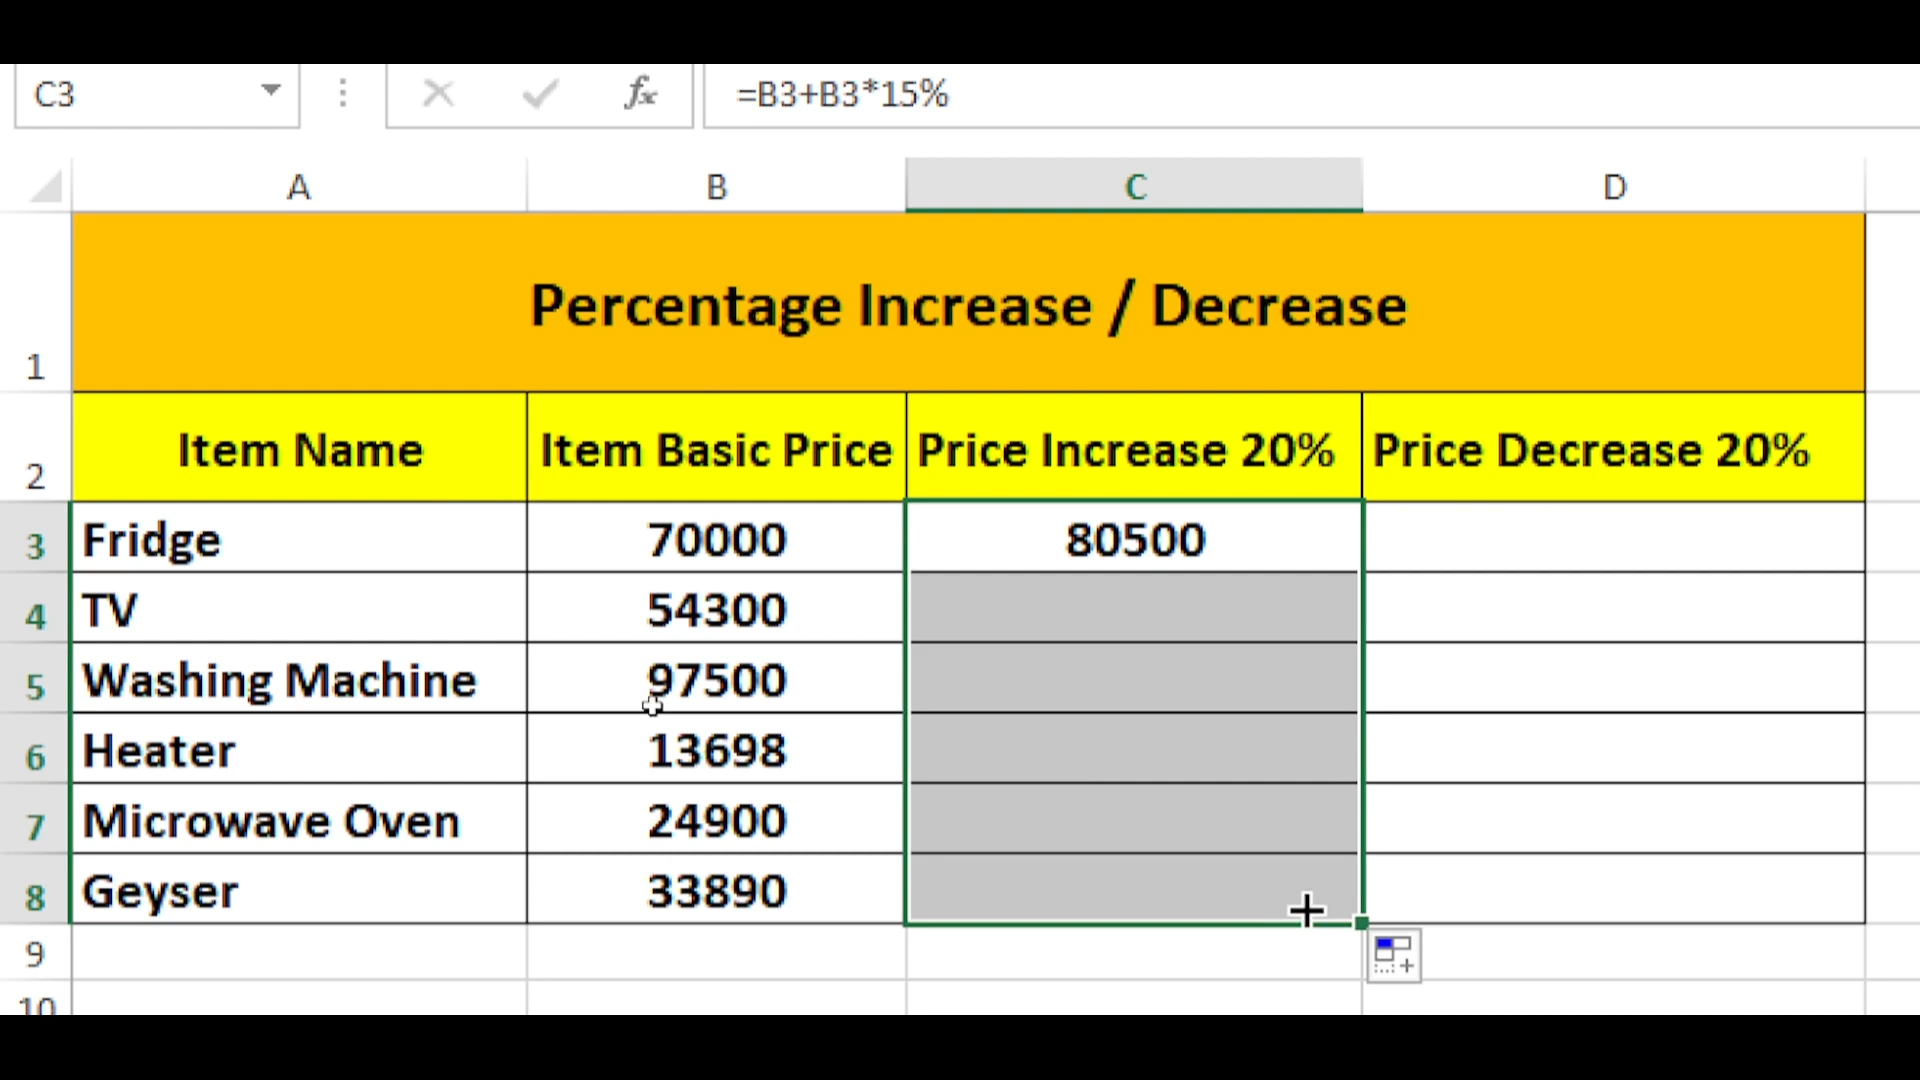 C3 fx =B3+B3*15%
A B C D
1 Percentage Increase / Decrease
2 Item Name Item Basic Price Price Increase 20% Price Decrease 20%
3 Fridge 70000 80500
4 TV 54300
5 Washing Machine 97500
6 Heater 13698
7 Microwave Oven 24900
8 Geyser 33890
9
10